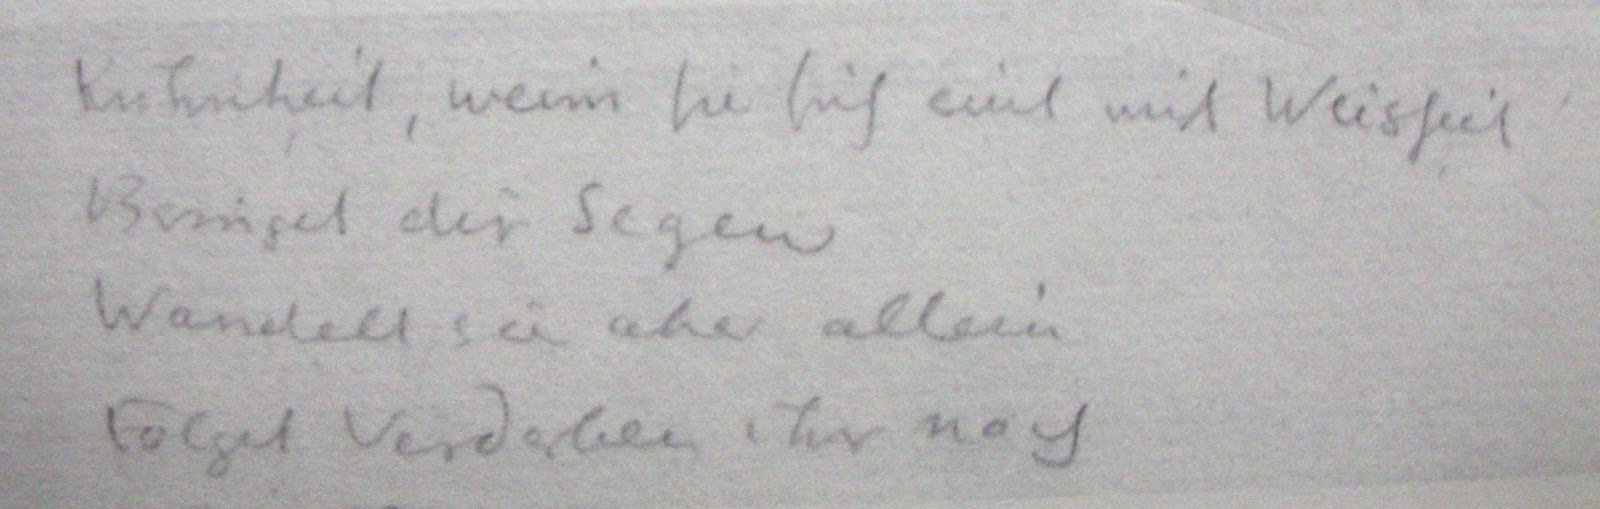 Kühnheit, wenn sie sich eint mit Weisheit
Bringet dir Segen
Wandelt sie aber allein
Folget Verderben ihr nach